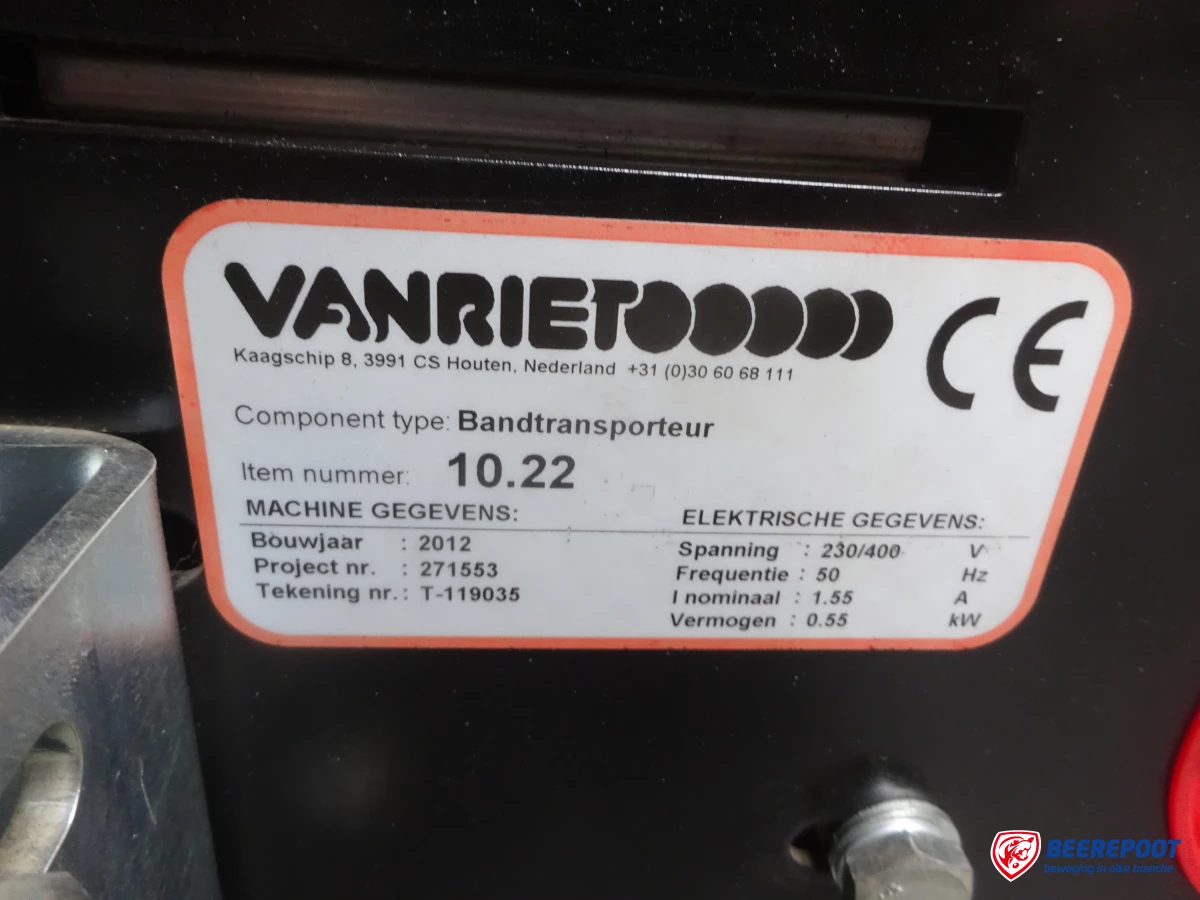 VANRIET
CE
Kaagschip 8, 3991 CS Houten, Nederland +31 (0)30 60 68 111
Component type: Bandtransporteur
Item nummer: 10.22
MACHINE GEGEVENS:
Bouwjaar : 2012
Project nr. : 271553
Tekening nr. : T-119035
ELEKTRISCHE GEGEVENS:
Spanning : 230/400 V
Frequentie : 50 Hz
I nominaal : 1.55 A
Vermogen : 0.55 kW
BEEREPOOT
beweging in elke branche